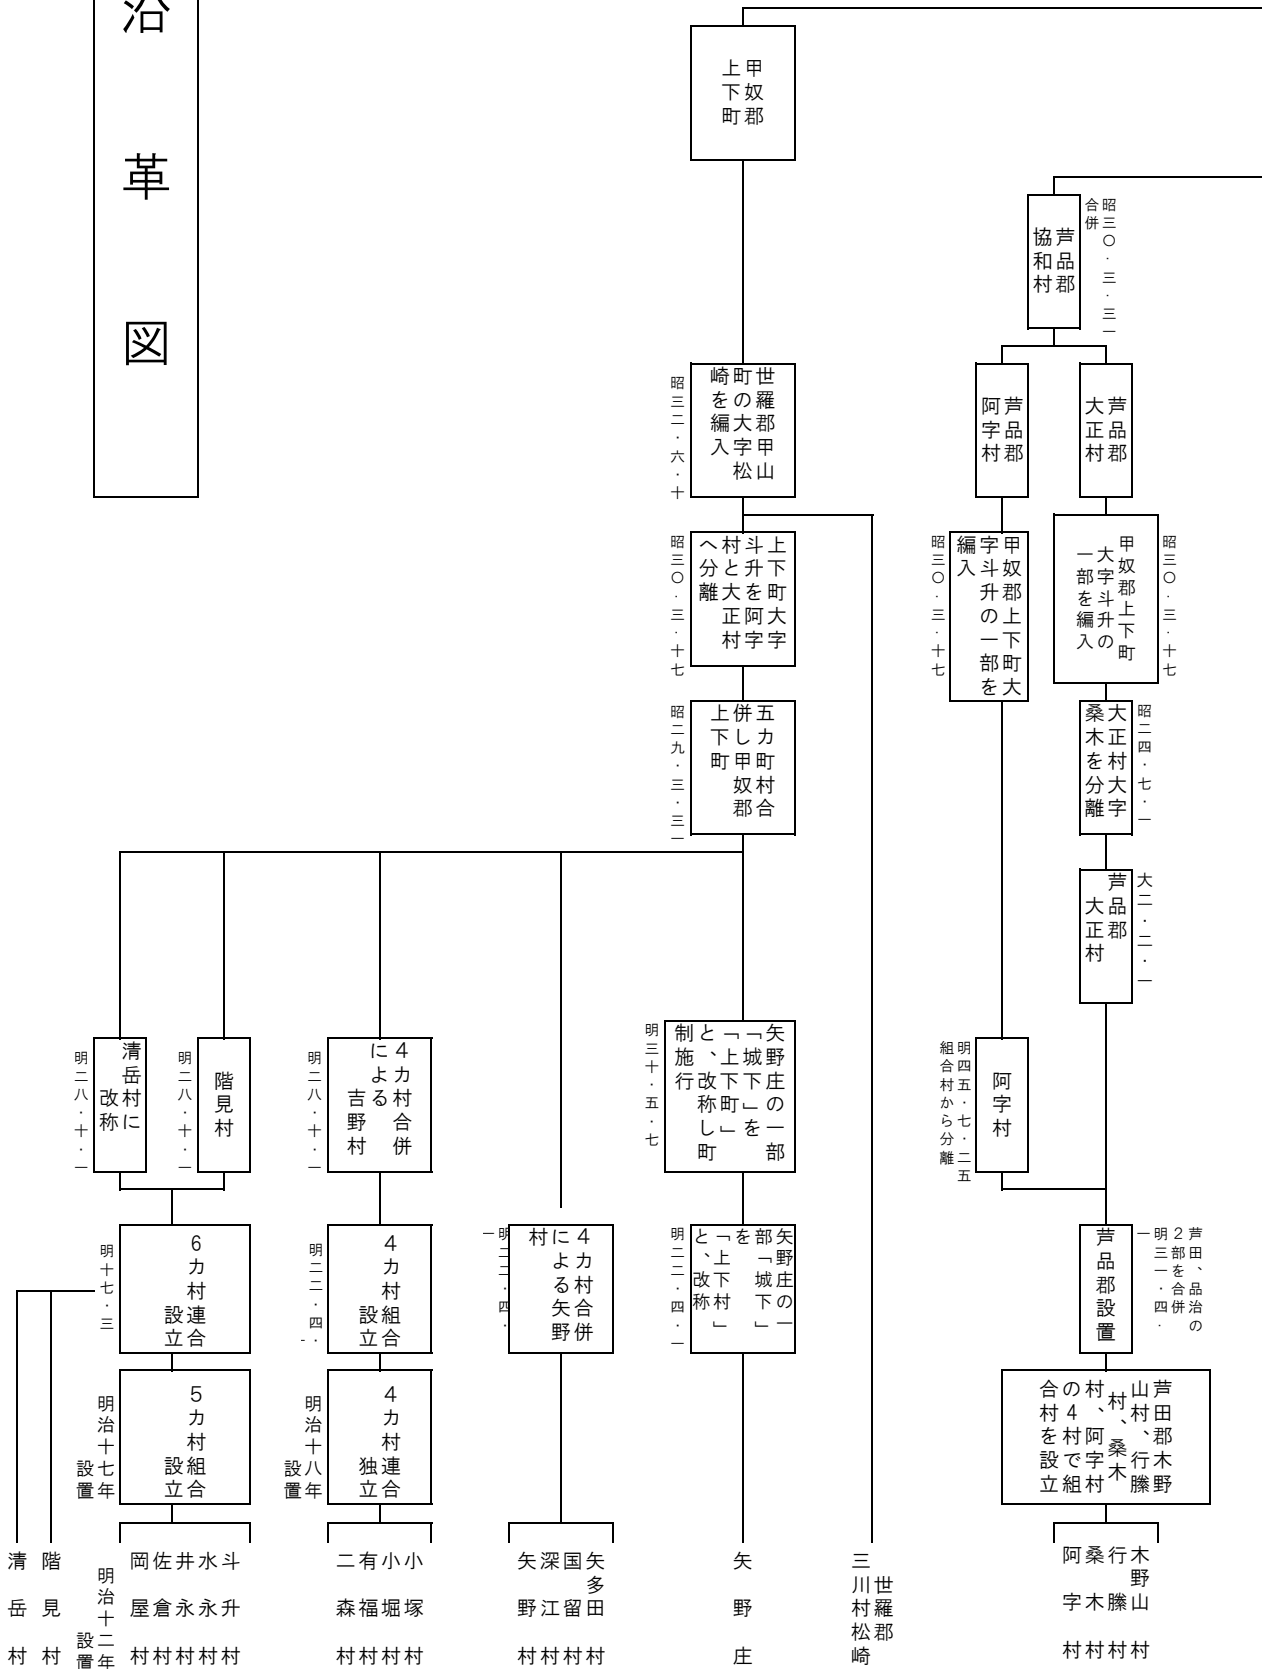 沿革図
甲奴郡
上下町
昭三〇・三・三一
合併
芦品郡
協和村
芦品郡
大正村
芦品郡
阿字村
世羅郡甲山
町の大字松
崎を編入
昭三二・六・十
昭三〇・三・十七
甲奴郡上下町
大字斗升の
一部を編入
甲奴郡上下町大
字斗升の一部を
編入
昭三〇・三・十七
上下町大字
斗升を阿字
村と大正村
へ分離
昭三〇・三・十七
昭二四・七・一
大正村大字
桑木を分離
五カ町村合
併し甲奴郡
上下町
昭二九・三・三一
大二・二・一
芦品郡
大正村
阿字村
明四五・七・二五
組合村から分離
矢野庄の一部
「城下」を
「上下町」
と、改称し町
制施行
明三十・五・七
4カ村合併
による
吉野村
明二八・十・一
階見村
明二八・十・一
清岳村に
改称
明二八・十・一
芦田、品治の
2部を合併
明三一・四・
一
芦品郡設置
矢野庄の一
部「城下」
を
「上下村」
と、改称
明二二・四・一
4カ村合併
による矢野
村
明二二・四・
一
4カ村組合
設立
明二二・四・
6カ村連合
設立
明十七・三
芦田郡木野
山村、行縢
村、桑木
村、阿字村
の4村で組
合村を設立
4カ村連合
独立
明治十八年
設置
5カ村組合
設立
明治十七年
設置
木野山村
行縢村
桑木村
阿字村
世羅郡
三川村松崎
矢野庄
矢多田村
国留村
深江村
矢野村
小塚村
小堀村
有福村
二森村
斗升村
水永村
井永村
佐倉村
岡屋村
明治十二年
設置
階見村
清岳村